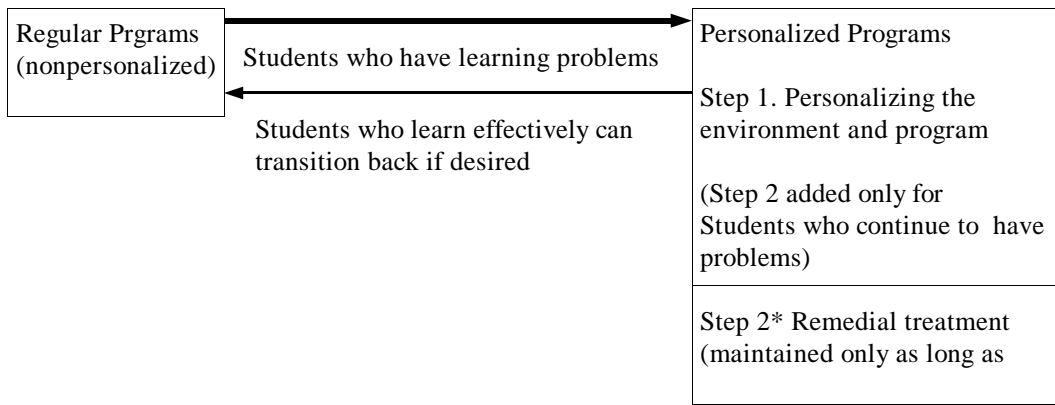 Regular Prgrams
(nonpersonalized)
Students who have learning problems
Students who learn effectively can
transition back if desired
Personalized Programs
Step 1. Personalizing the
environment and program
(Step 2 added only for
Students who continue to have
problems)
Step 2* Remedial treatment
(maintained only as long as